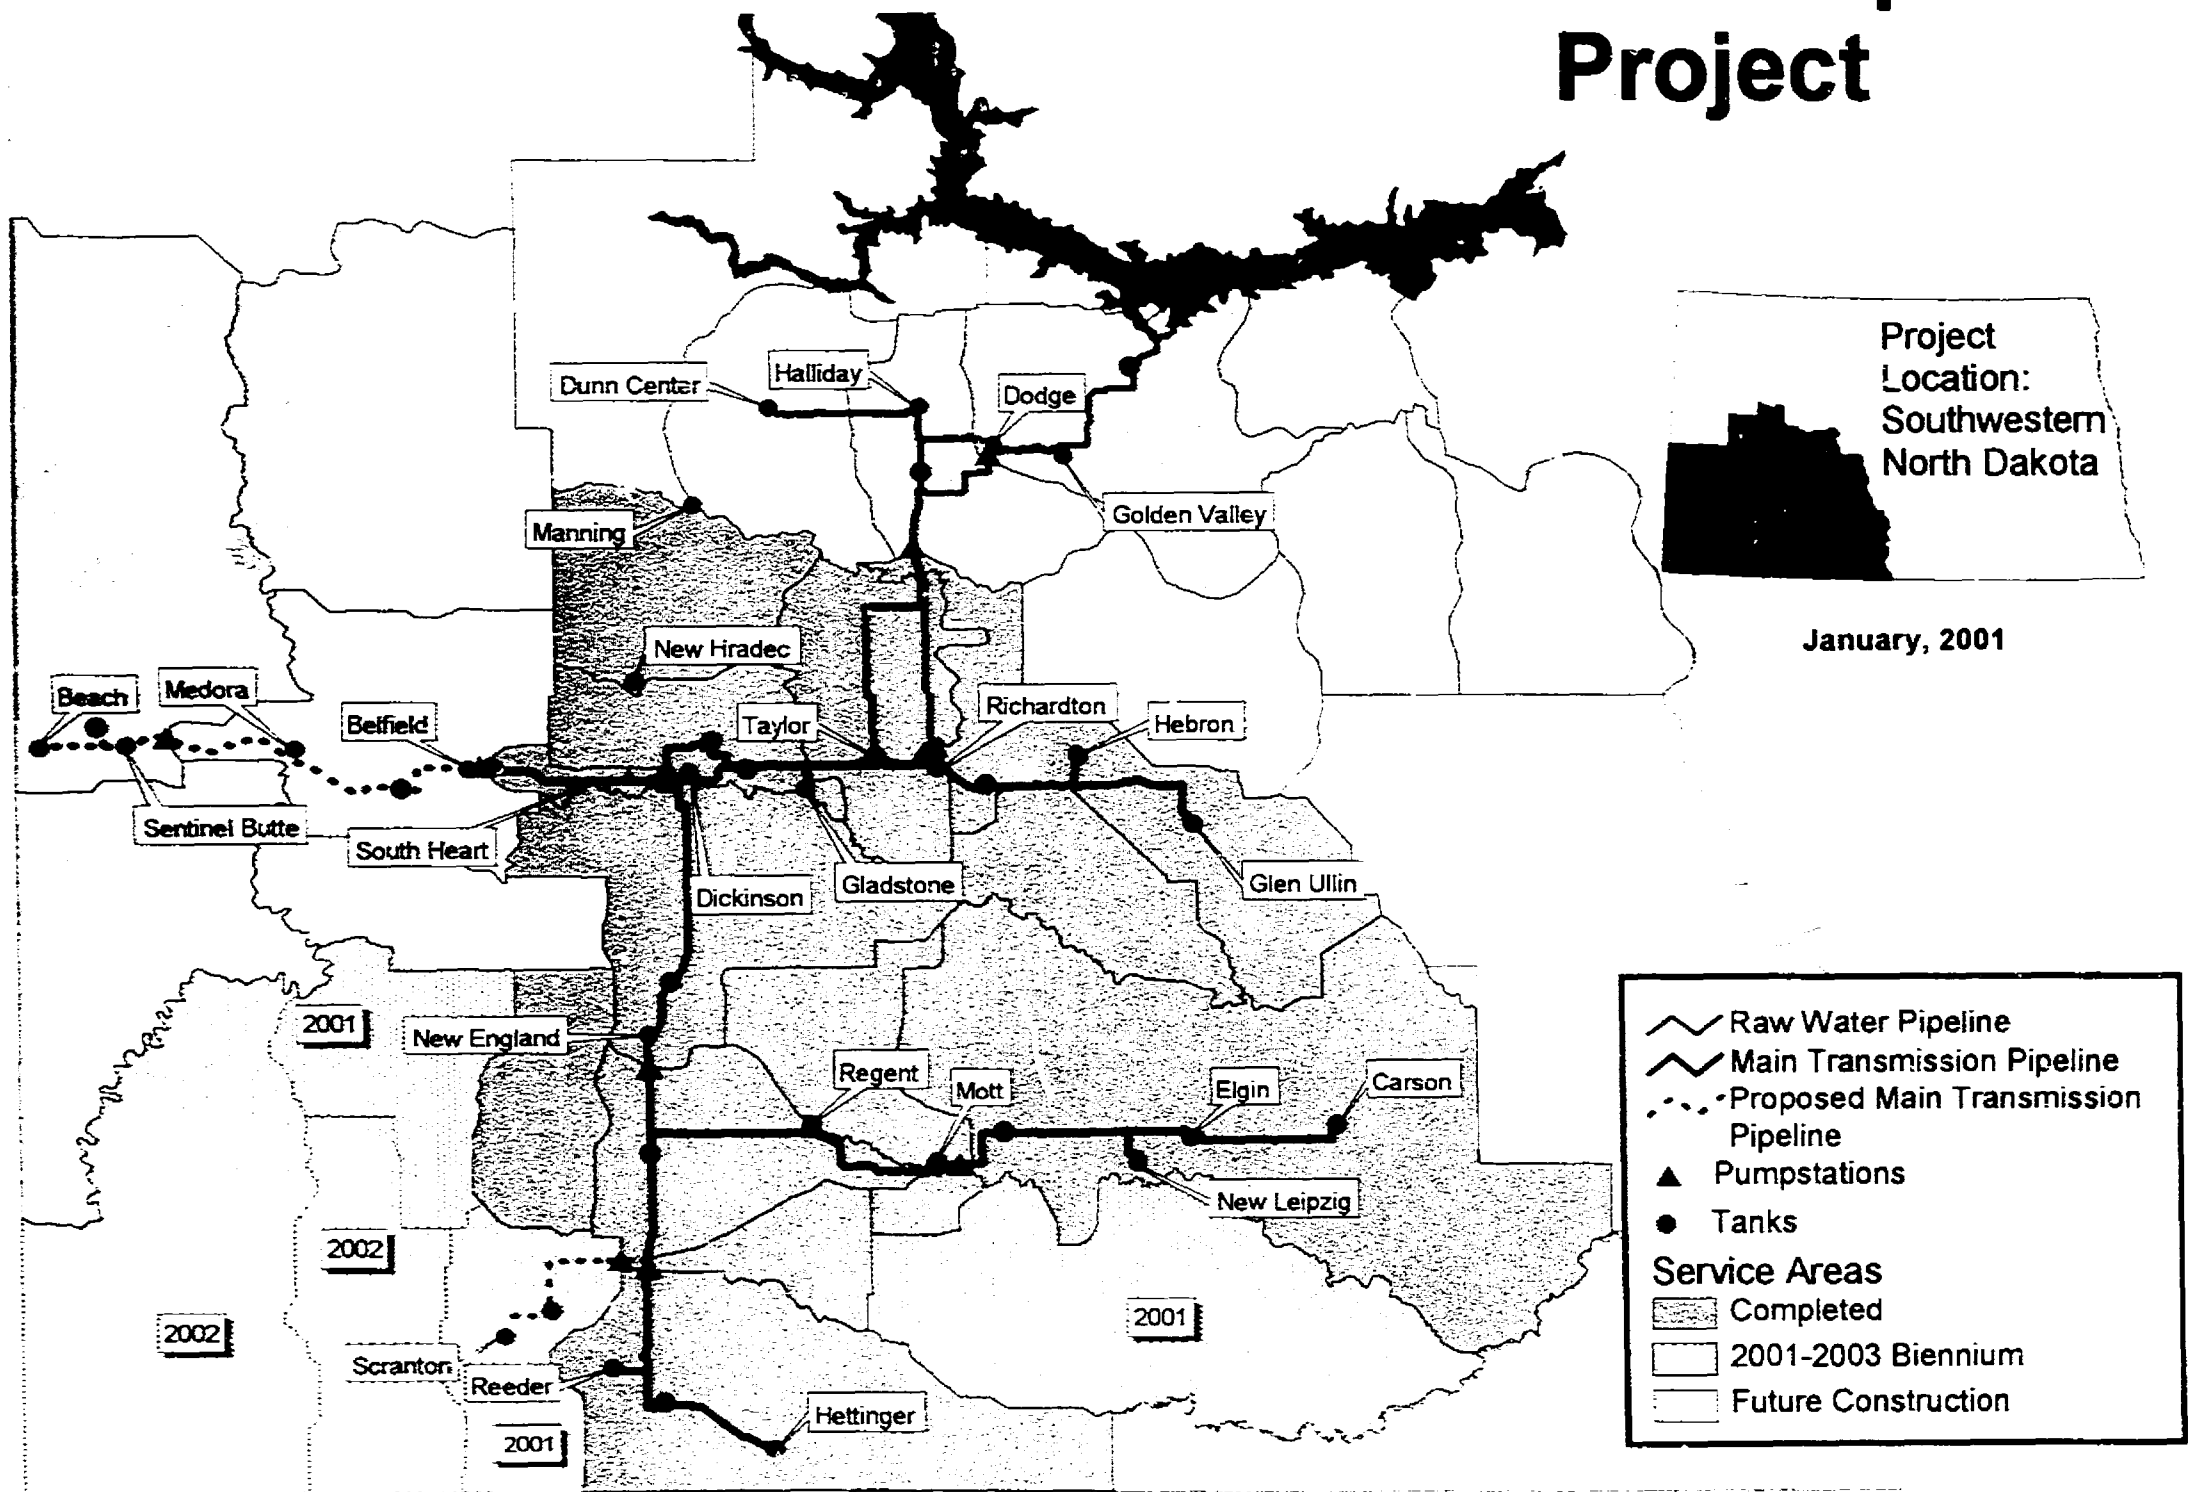 Project
Project
Location:
Southwestern
North Dakota
January, 2001
Dunn Center
Halliday
Dodge
Golden Valley
Manning
New Hradec
Beach
Medora
Belfield
Taylor
Richardton
Hebron
Sentinel Butte
South Heart
Dickinson
Gladstone
Glen Ullin
2001
New England
Regent
Mott
Elgin
Carson
New Leipzig
2002
2002
2001
Scranton
Reeder
Hettinger
2001
Raw Water Pipeline
Main Transmission Pipeline
Proposed Main Transmission
Pipeline
Pumpstations
Tanks
Service Areas
Completed
2001-2003 Biennium
Future Construction